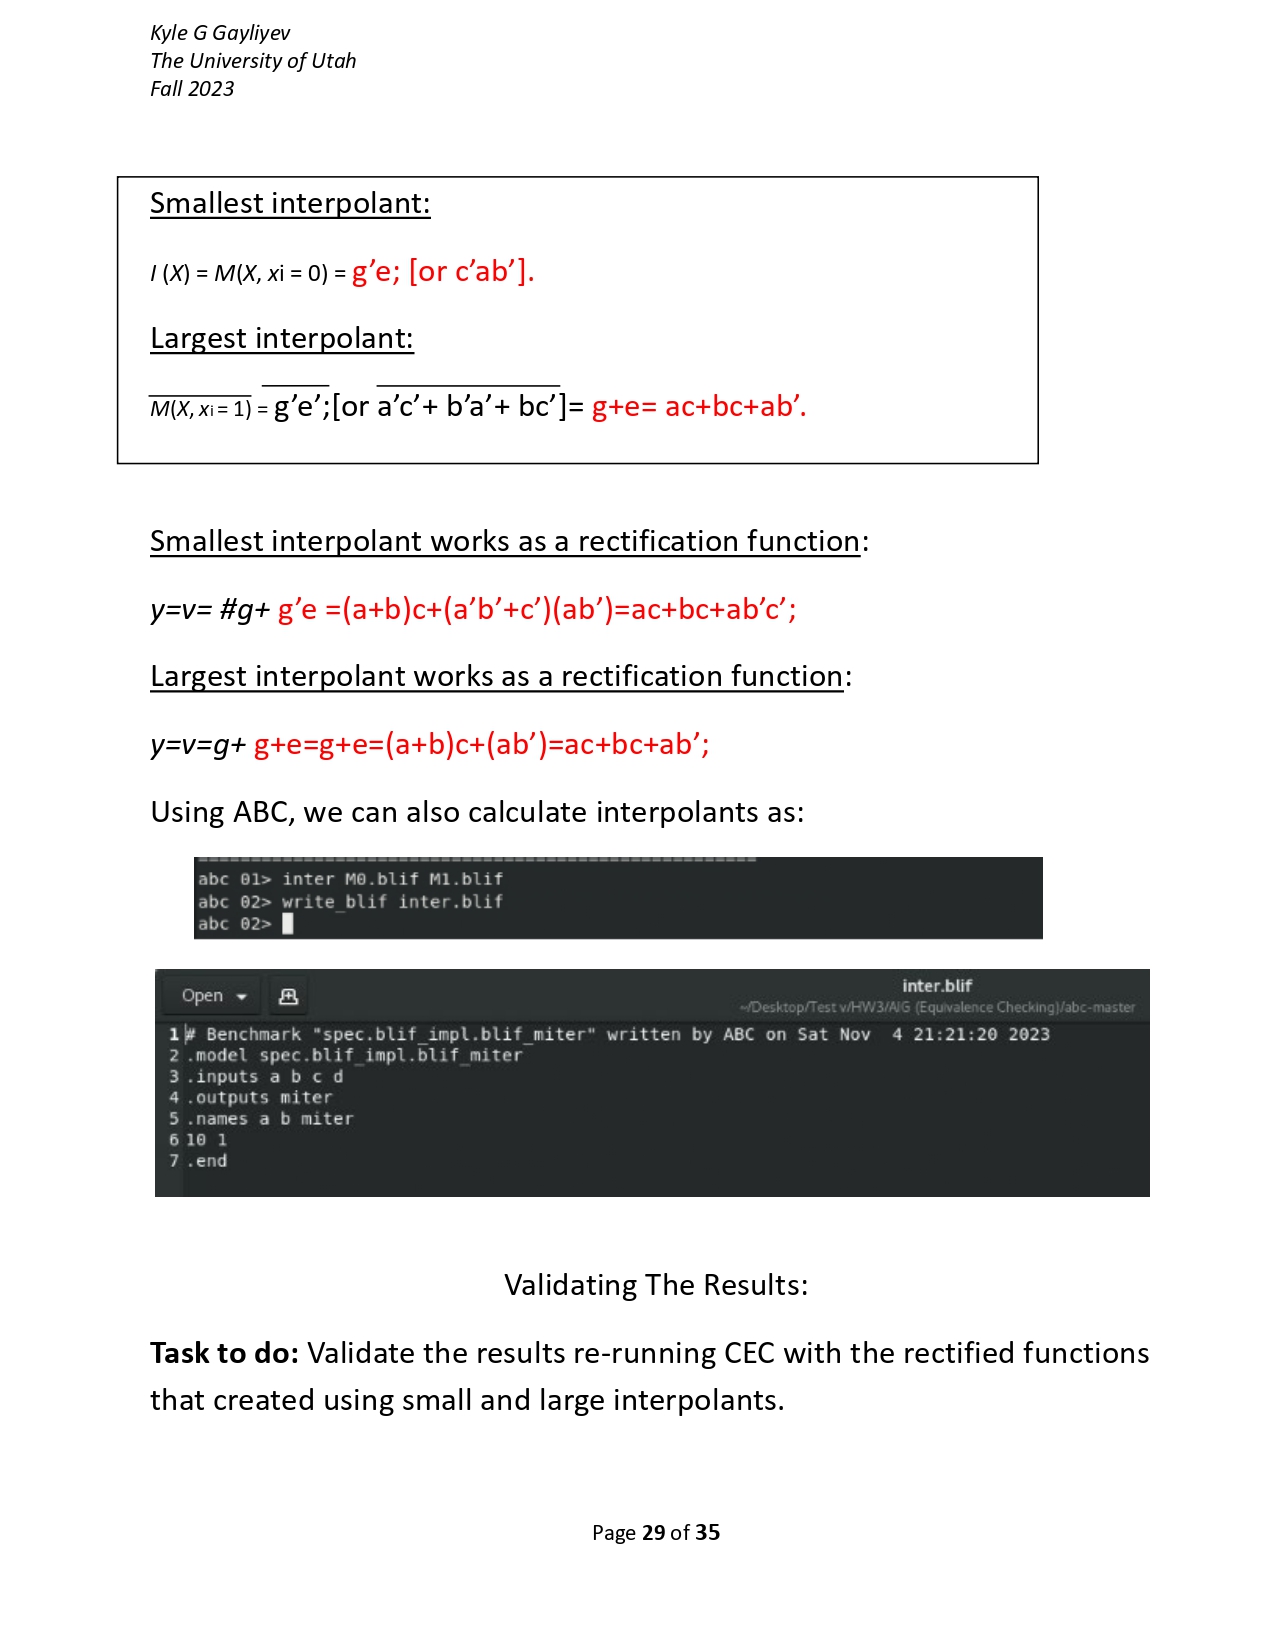 Kyle G Gayliyev
The University of Utah
Fall 2023
Smallest interpolant:
I (X) = M(X, xi = 0) = g’e; [or c’ab’].
Largest interpolant:
M(X, xi = 1) = g’e’;[or a’c’+ b’a’+ bc’]= g+e= ac+bc+ab’.
Smallest interpolant works as a rectification function:
y=v= #g+ g’e =(a+b)c+(a’b’+c’)(ab’)=ac+bc+ab’c’;
Largest interpolant works as a rectification function:
y=v=g+ g+e=g+e=(a+b)c+(ab’)=ac+bc+ab’;
Using ABC, we can also calculate interpolants as:
abc 01> inter M0.blif M1.blif
abc 02> write_blif inter.blif
abc 02>
Open
inter.blif
~/Desktop/Test v/HW3/AIG (Equivalence Checking)/abc-master
1 # Benchmark "spec.blif_impl.blif_miter" written by ABC on Sat Nov  4 21:21:20 2023
2 .model spec.blif_impl.blif_miter
3 .inputs a b c d
4 .outputs miter
5 .names a b miter
6 10 1
7 .end
Validating The Results:
Task to do: Validate the results re-running CEC with the rectified functions
that created using small and large interpolants.
Page 29 of 35